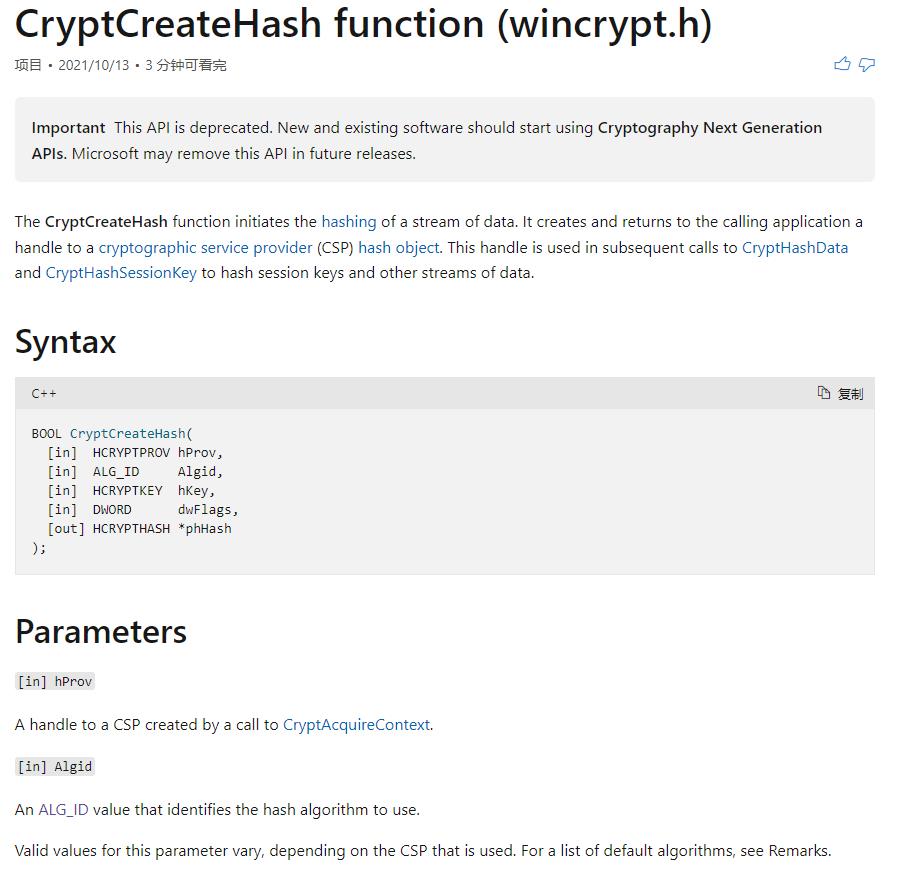 CryptCreateHash function (wincrypt.h)
项目 • 2021/10/13 • 3 分钟可看完
Important  This API is deprecated. New and existing software should start using Cryptography Next Generation
APIs. Microsoft may remove this API in future releases.
The CryptCreateHash function initiates the hashing of a stream of data. It creates and returns to the calling application a
handle to a cryptographic service provider (CSP) hash object. This handle is used in subsequent calls to CryptHashData
and CryptHashSessionKey to hash session keys and other streams of data.
Syntax
C++ 复制
BOOL CryptCreateHash(
  [in]  HCRYPTPROV hProv,
  [in]  ALG_ID     Algid,
  [in]  HCRYPTKEY  hKey,
  [in]  DWORD      dwFlags,
  [out] HCRYPTHASH *phHash
);
Parameters
[in] hProv
A handle to a CSP created by a call to CryptAcquireContext.
[in] Algid
An ALG_ID value that identifies the hash algorithm to use.
Valid values for this parameter vary, depending on the CSP that is used. For a list of default algorithms, see Remarks.